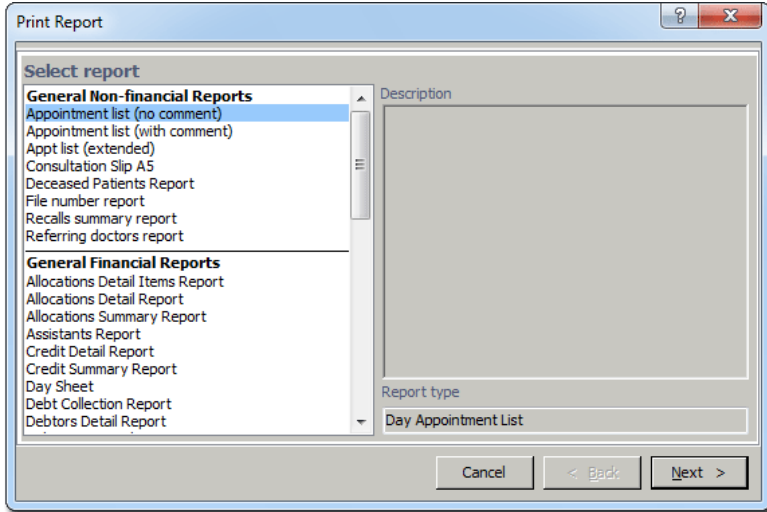 Print Report
?
X
Select report
General Non-financial Reports
Appointment list (no comment)
Appointment list (with comment)
Appt list (extended)
Consultation Slip A5
Deceased Patients Report
File number report
Recalls summary report
Referring doctors report
General Financial Reports
Allocations Detail Items Report
Allocations Detail Report
Allocations Summary Report
Assistants Report
Credit Detail Report
Credit Summary Report
Day Sheet
Debt Collection Report
Debtors Detail Report
Description
Report type
Day Appointment List
Cancel
< Back
Next >